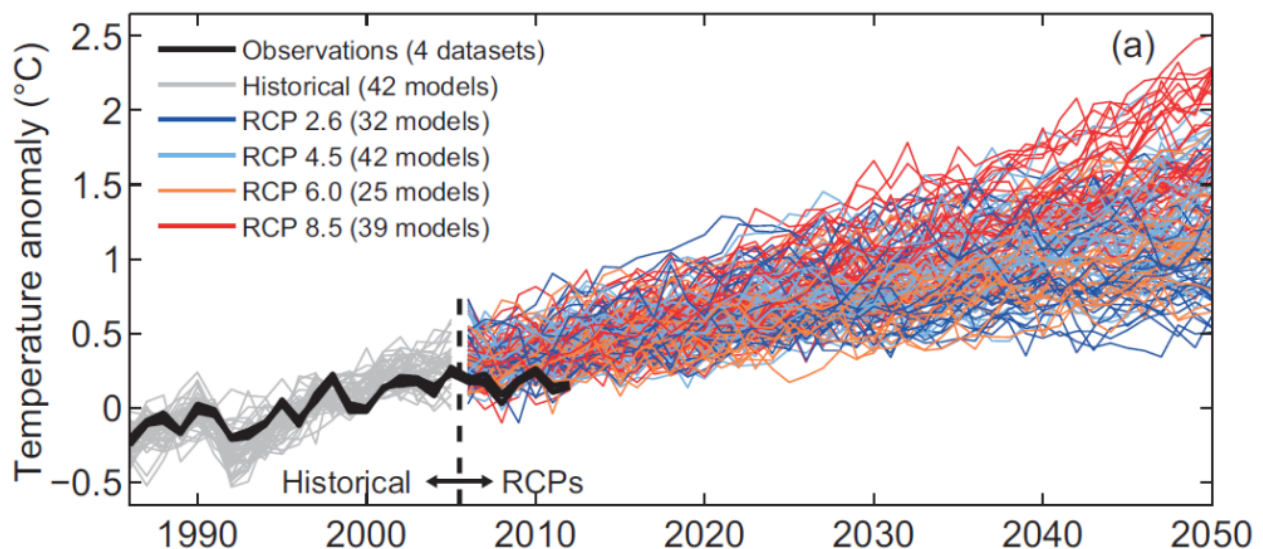 Temperature anomaly (°C)
2.5
2
1.5
1
0.5
0
−0.5
(a)
Observations (4 datasets)
Historical (42 models)
RCP 2.6 (32 models)
RCP 4.5 (42 models)
RCP 6.0 (25 models)
RCP 8.5 (39 models)
Historical RCPs
1990 2000 2010 2020 2030 2040 2050